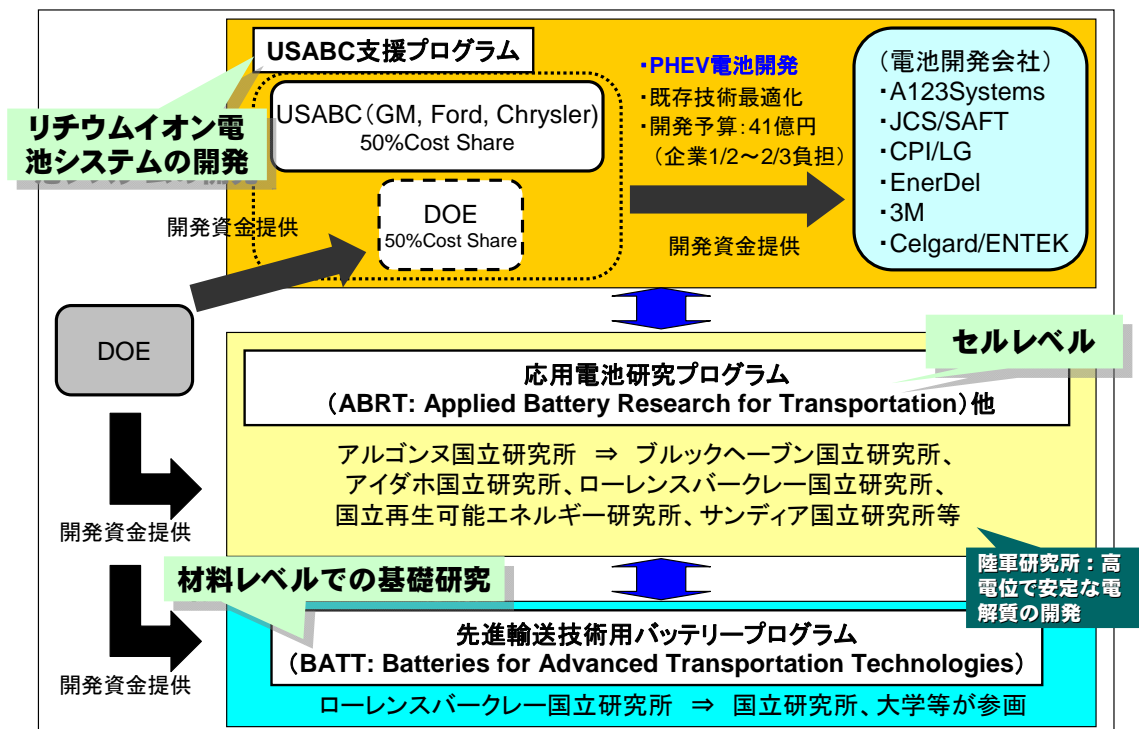 USABC支援プログラム
リチウムイオン電
池システムの開発
USABC(GM, Ford, Chrysler)
50%Cost Share
DOE
50%Cost Share
開発資金提供
・PHEV電池開発
・既存技術最適化
・開発予算:41億円
(企業1/2~2/3負担)
開発資金提供
(電池開発会社)
・A123Systems
・JCS/SAFT
・CPI/LG
・EnerDel
・3M
・Celgard/ENTEK
DOE
セルレベル
応用電池研究プログラム
(ABRT: Applied Battery Research for Transportation)他
アルゴンヌ国立研究所 ⇒ ブルックヘーブン国立研究所、
アイダホ国立研究所、ローレンスバークレー国立研究所、
国立再生可能エネルギー研究所、サンディア国立研究所等
開発資金提供
陸軍研究所:高
電位で安定な電
解質の開発
材料レベルでの基礎研究
先進輸送技術用バッテリープログラム
(BATT: Batteries for Advanced Transportation Technologies)
開発資金提供
ローレンスバークレー国立研究所 ⇒ 国立研究所、大学等が参画